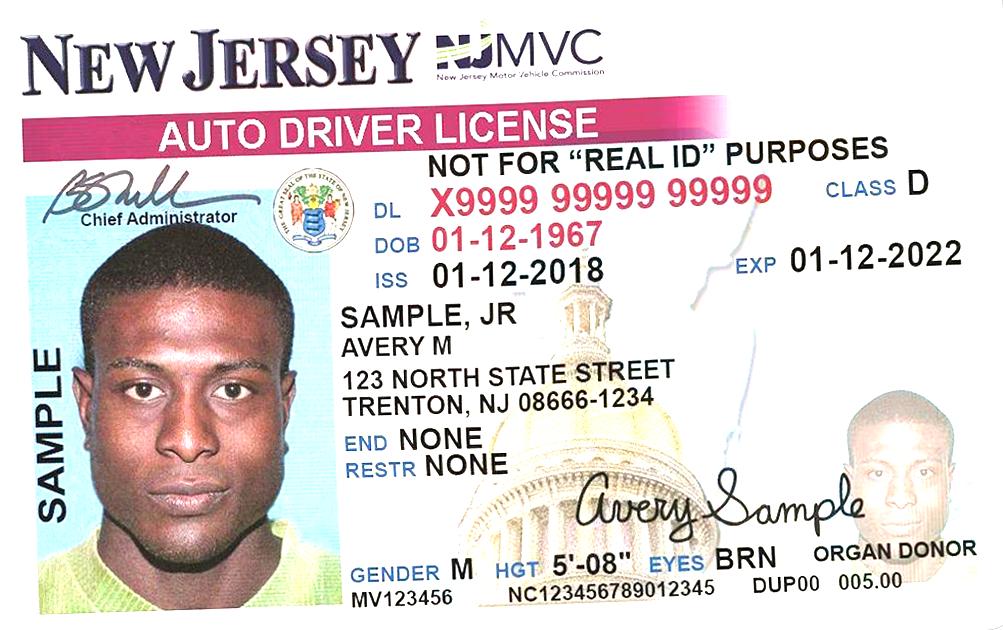 NEW JERSEY NJMVC
New Jersey Motor Vehicle Commission
AUTO DRIVER LICENSE
NOT FOR “REAL ID” PURPOSES
Chief Administrator
THE GREAT SEAL OF THE STATE OF NEW JERSEY
DL X9999 99999 99999 CLASS D
DOB 01-12-1967
ISS 01-12-2018 EXP 01-12-2022
SAMPLE, JR
AVERY M
123 NORTH STATE STREET
TRENTON, NJ 08666-1234
END NONE
RESTR NONE
SAMPLE
Avery Sample
GENDER M HGT 5'-08" EYES BRN ORGAN DONOR
MV123456 NC123456789012345 DUP00 005.00